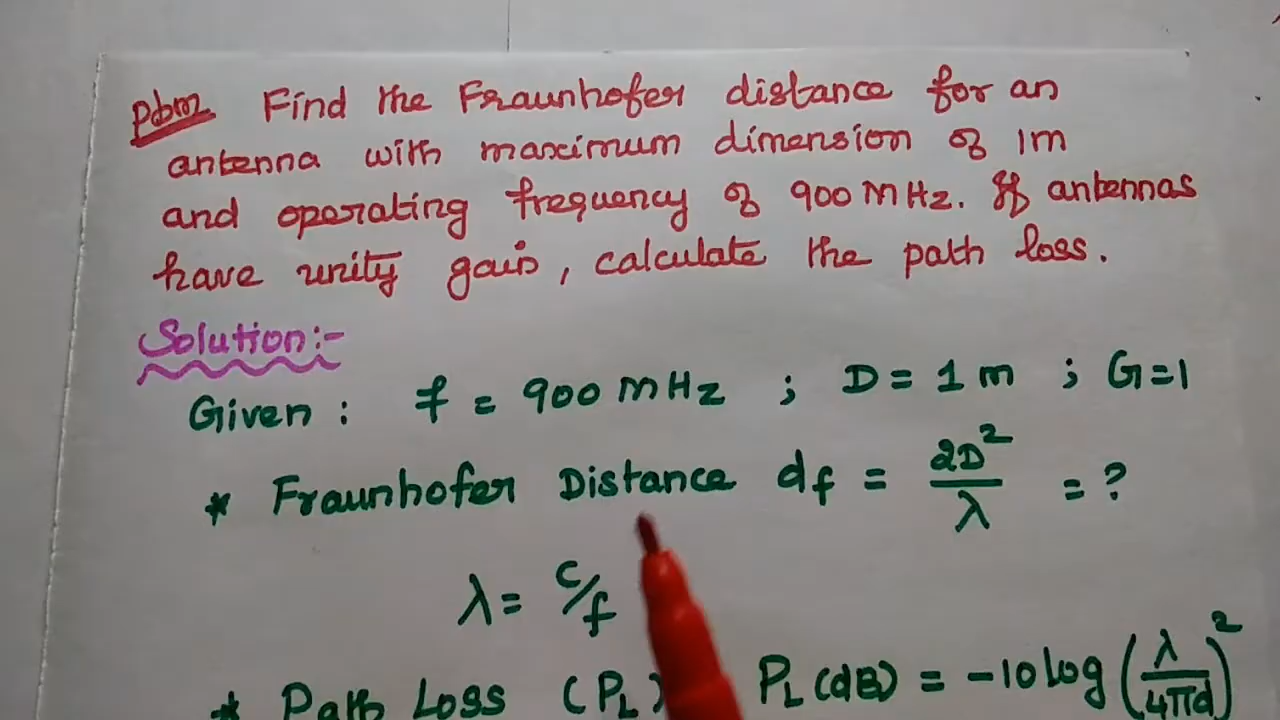 Pbm Find the Fraunhofer distance for an
antenna with maximum dimension of 1m
and operating frequency of 900 MHz. If antennas
have unity gain, calculate the path loss.
Solution:-
Given : f = 900 MHz ; D = 1 m ; G = 1
* Fraunhofer Distance df = 2D²/λ = ?
λ = c/f
* Path Loss (PL) PL(dB) = -10 log (λ/4πd)²